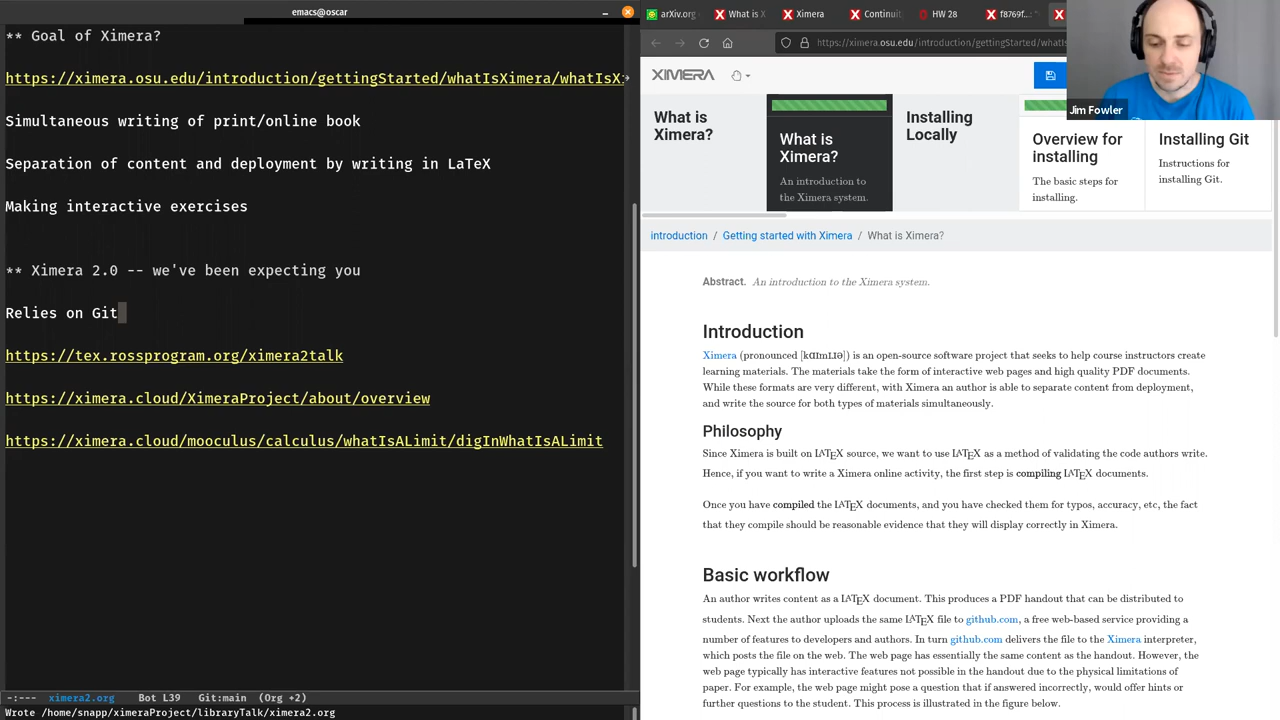 emacs@oscar
** Goal of Ximera?
https://ximera.osu.edu/introduction/gettingStarted/whatIsXimera/whatIsX
Simultaneous writing of print/online book
Separation of content and deployment by writing in LaTeX
Making interactive exercises
** Ximera 2.0 -- we've been expecting you
Relies on Git
https://tex.rossprogram.org/ximera2talk
https://ximera.cloud/XimeraProject/about/overview
https://ximera.cloud/mooculus/calculus/whatIsALimit/digInWhatIsALimit
-:--- ximera2.org Bot L39 Git:main (Org +2)
Wrote /home/snapp/ximeraProject/libraryTalk/ximera2.org
arXiv.org What is X Ximera Continuit HW 28 f8769f...:
https://ximera.osu.edu/introduction/gettingStarted/whatIs
XIMERA
Jim Fowler
What is
Ximera?
What is
Ximera?
An introduction to
the Ximera system.
Installing
Locally
Overview for
installing
The basic steps for
installing.
Installing Git
Instructions for
installing Git.
introduction / Getting started with Ximera / What is Ximera?
Abstract. An introduction to the Ximera system.
Introduction
Ximera (pronounced [kɑɪmɪɹə]) is an open-source software project that seeks to help course instructors create
learning materials. The materials take the form of interactive web pages and high quality PDF documents.
While these formats are very different, with Ximera an author is able to separate content from deployment,
and write the source for both types of materials simultaneously.
Philosophy
Since Ximera is built on LATEX source, we want to use LATEX as a method of validating the code authors write.
Hence, if you want to write a Ximera online activity, the first step is compiling LATEX documents.
Once you have compiled the LATEX documents, and you have checked them for typos, accuracy, etc, the fact
that they compile should be reasonable evidence that they will display correctly in Ximera.
Basic workflow
An author writes content as a LATEX document. This produces a PDF handout that can be distributed to
students. Next the author uploads the same LATEX file to github.com, a free web-based service providing a
number of features to developers and authors. In turn github.com delivers the file to the Ximera interpreter,
which posts the file on the web. The web page has essentially the same content as the handout. However, the
web page typically has interactive features not possible in the handout due to the physical limitations of
paper. For example, the web page might pose a question that if answered incorrectly, would offer hints or
further questions to the student. This process is illustrated in the figure below.